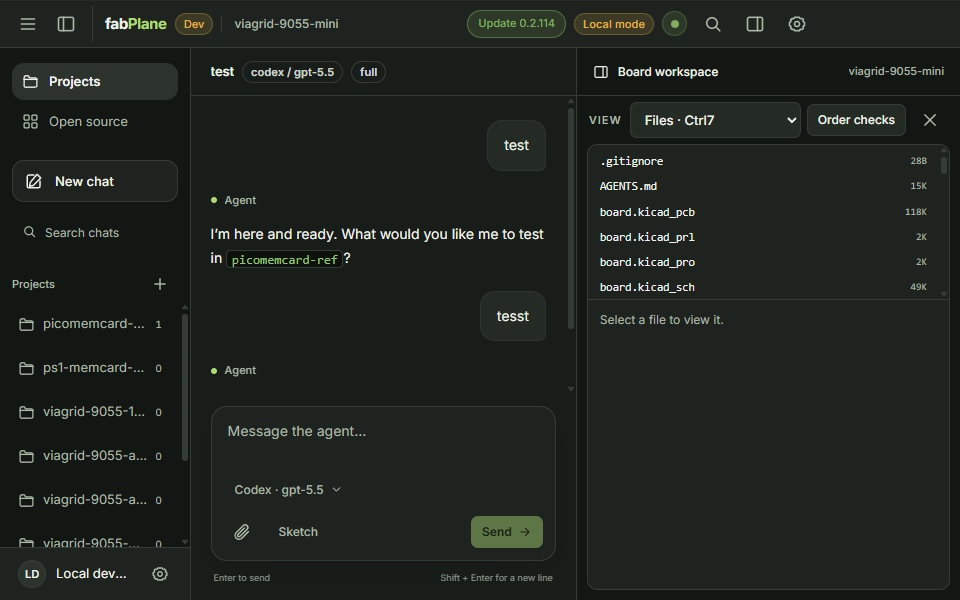 fabPlane Dev viagrid-9055-mini Update 0.2.114 Local mode
Projects
Open source
New chat
Search chats
Projects
picomemcard-... 1
ps1-memcard-... 0
viagrid-9055-1... 0
viagrid-9055-a... 0
viagrid-9055-a... 0
viagrid-9055-... 0
LD Local dev...
test codex / gpt-5.5 full
test
Agent
I'm here and ready. What would you like me to test
in picomemcard-ref?
tesst
Agent
Message the agent...
Codex · gpt-5.5
Sketch Send
Enter to send Shift + Enter for a new line
Board workspace viagrid-9055-mini
VIEW Files · Ctrl7 Order checks
.gitignore 28B
AGENTS.md 15K
board.kicad_pcb 118K
board.kicad_prl 2K
board.kicad_pro 2K
board.kicad_sch 49K
Select a file to view it.